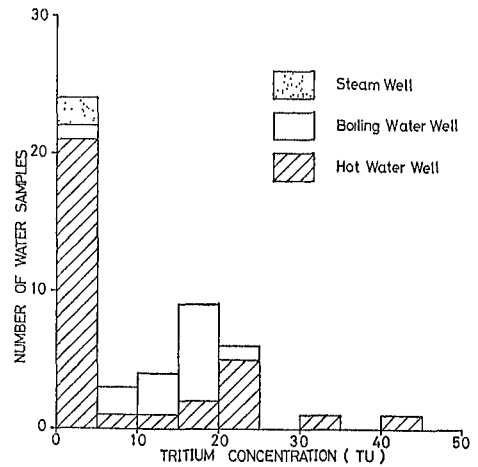 30
20
10
0
NUMBER OF WATER SAMPLES
Steam Well
Boiling Water Well
Hot Water Well
0 10 20 30 40 50
TRITIUM CONCENTRATION ( TU )